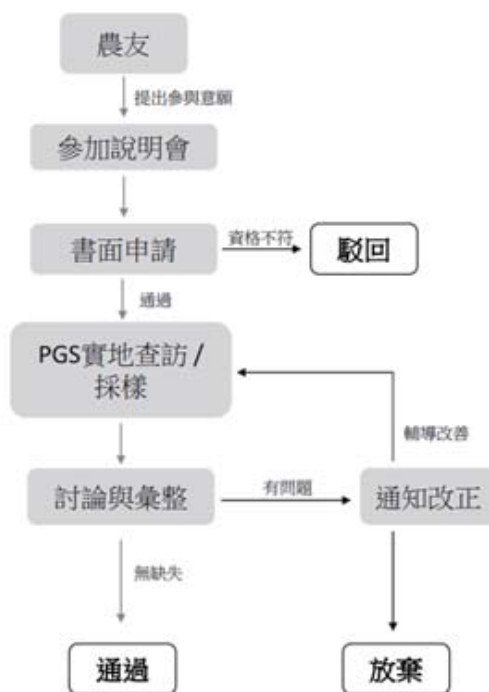 農友
提出參與意願
參加說明會
書面申請
資格不符
駁回
通過
PGS實地查訪 /
採樣
輔導改善
討論與彙整
有問題
通知改正
無缺失
通過
放棄